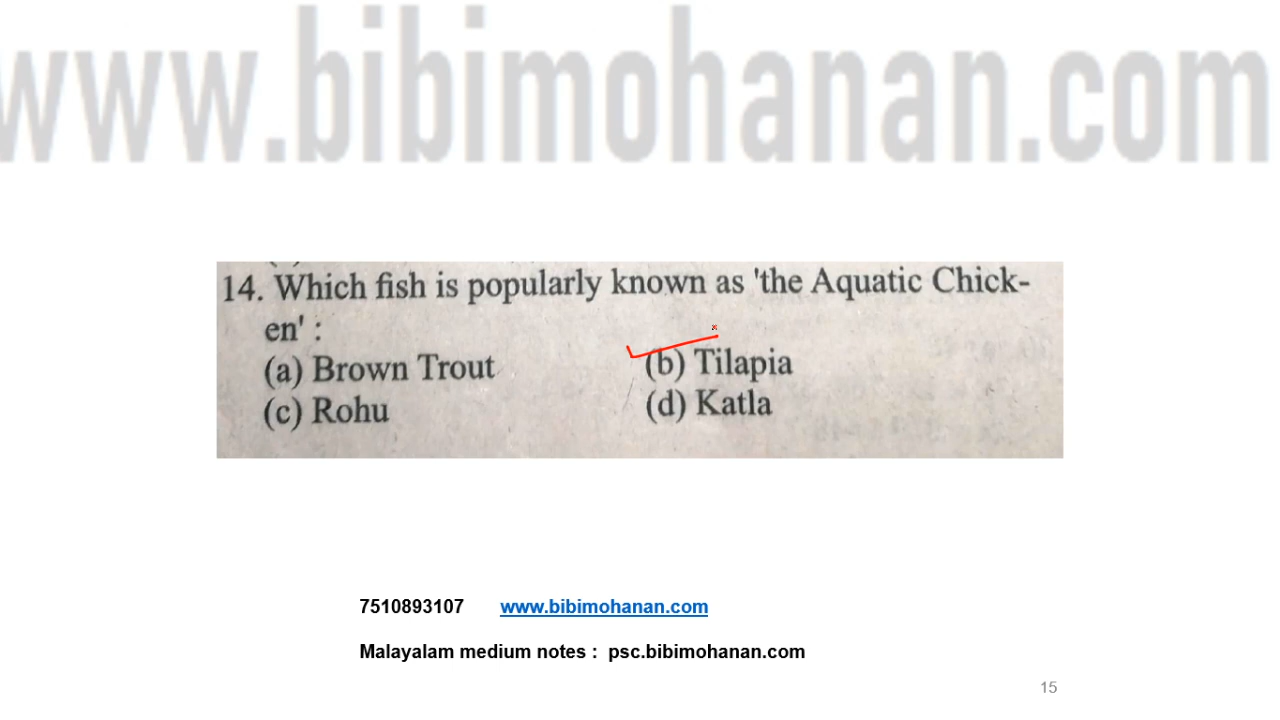 www.bibimohanan.com
14. Which fish is popularly known as 'the Aquatic Chick-
en' :
(a) Brown Trout (b) Tilapia
(c) Rohu (d) Katla
7510893107 www.bibimohanan.com
Malayalam medium notes : psc.bibimohanan.com
15